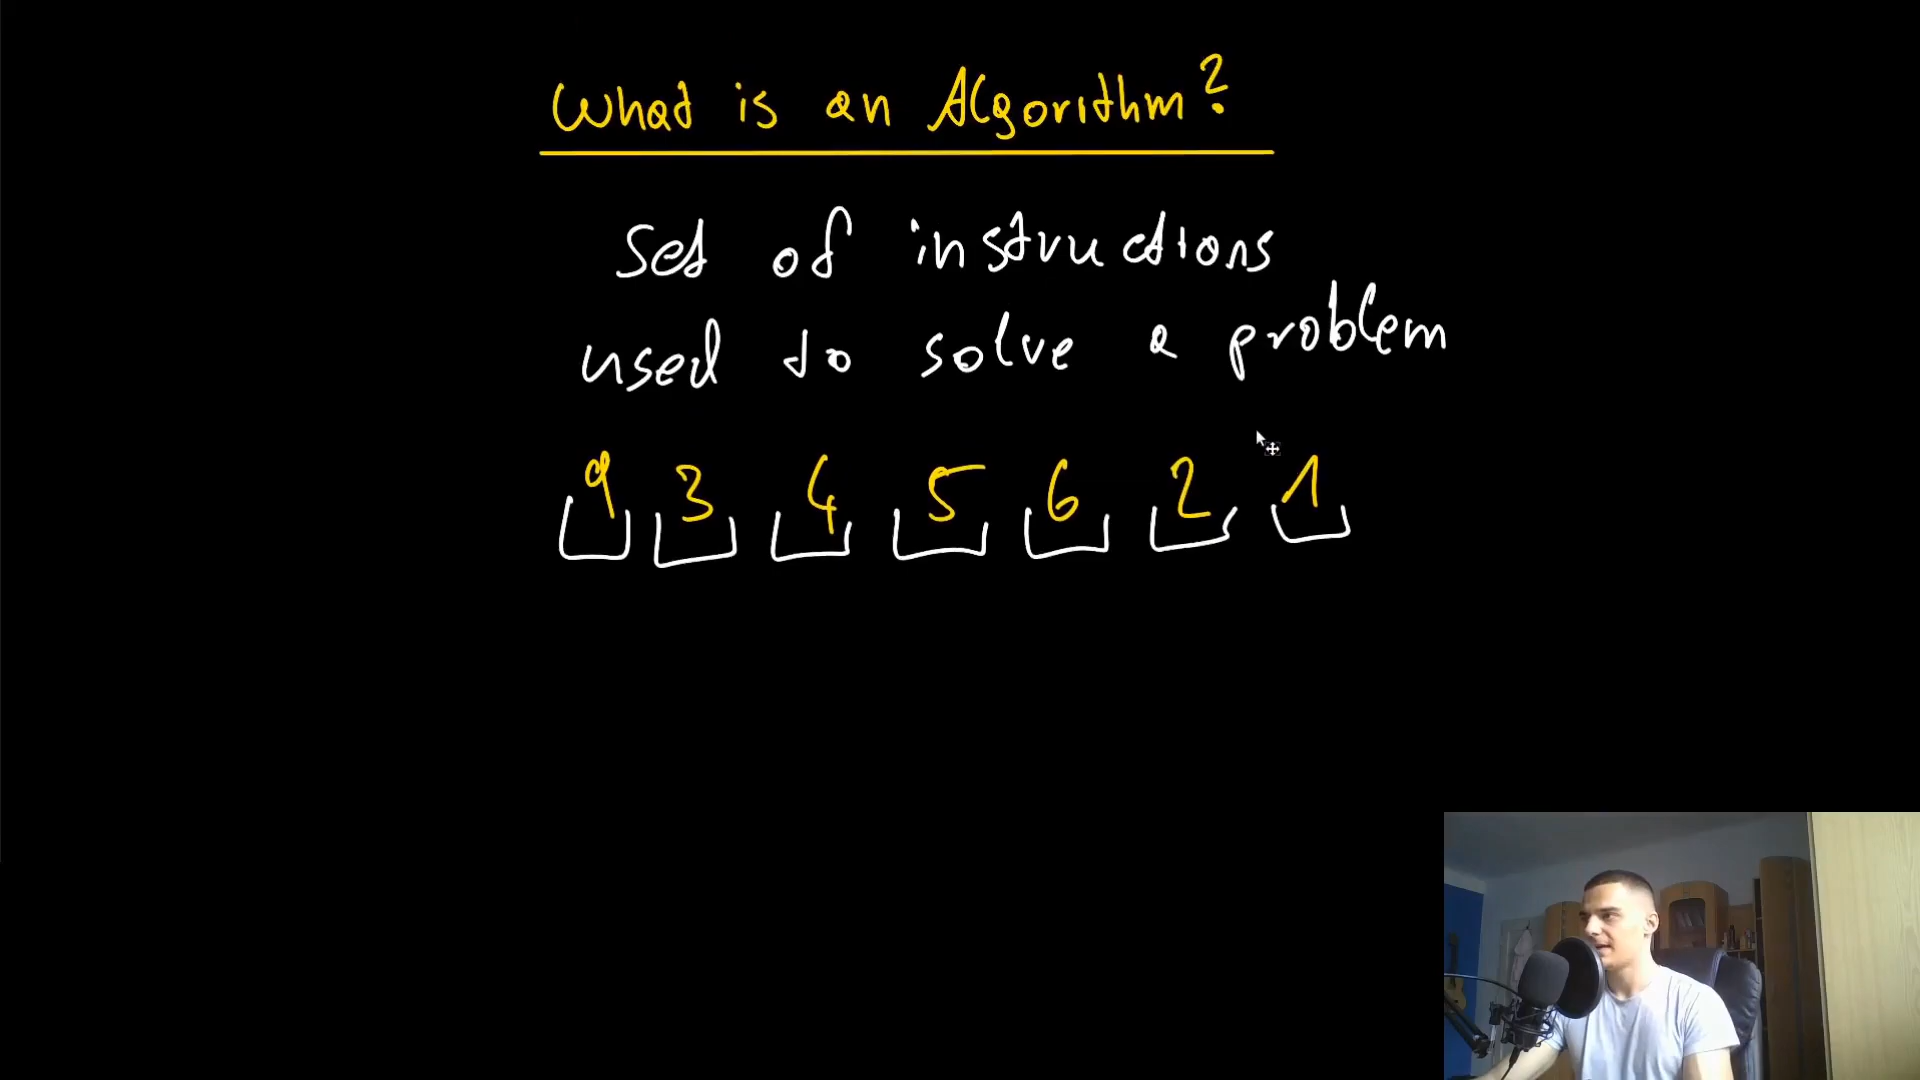 What is an Algorithm?
set of instructions
used to solve a problem
9 3 4 5 6 2 1